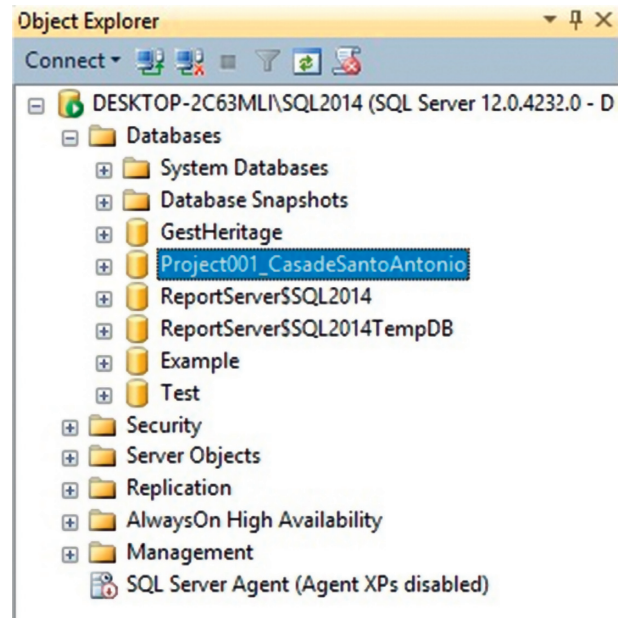 Object Explorer
Connect
DESKTOP-2C63MLI\SQL2014 (SQL Server 12.0.4232.0 - D
Databases
System Databases
Database Snapshots
GestHeritage
Project001_CasadeSantoAntonio
ReportServer$SQL2014
ReportServer$SQL2014TempDB
Example
Test
Security
Server Objects
Replication
AlwaysOn High Availability
Management
SQL Server Agent (Agent XPs disabled)